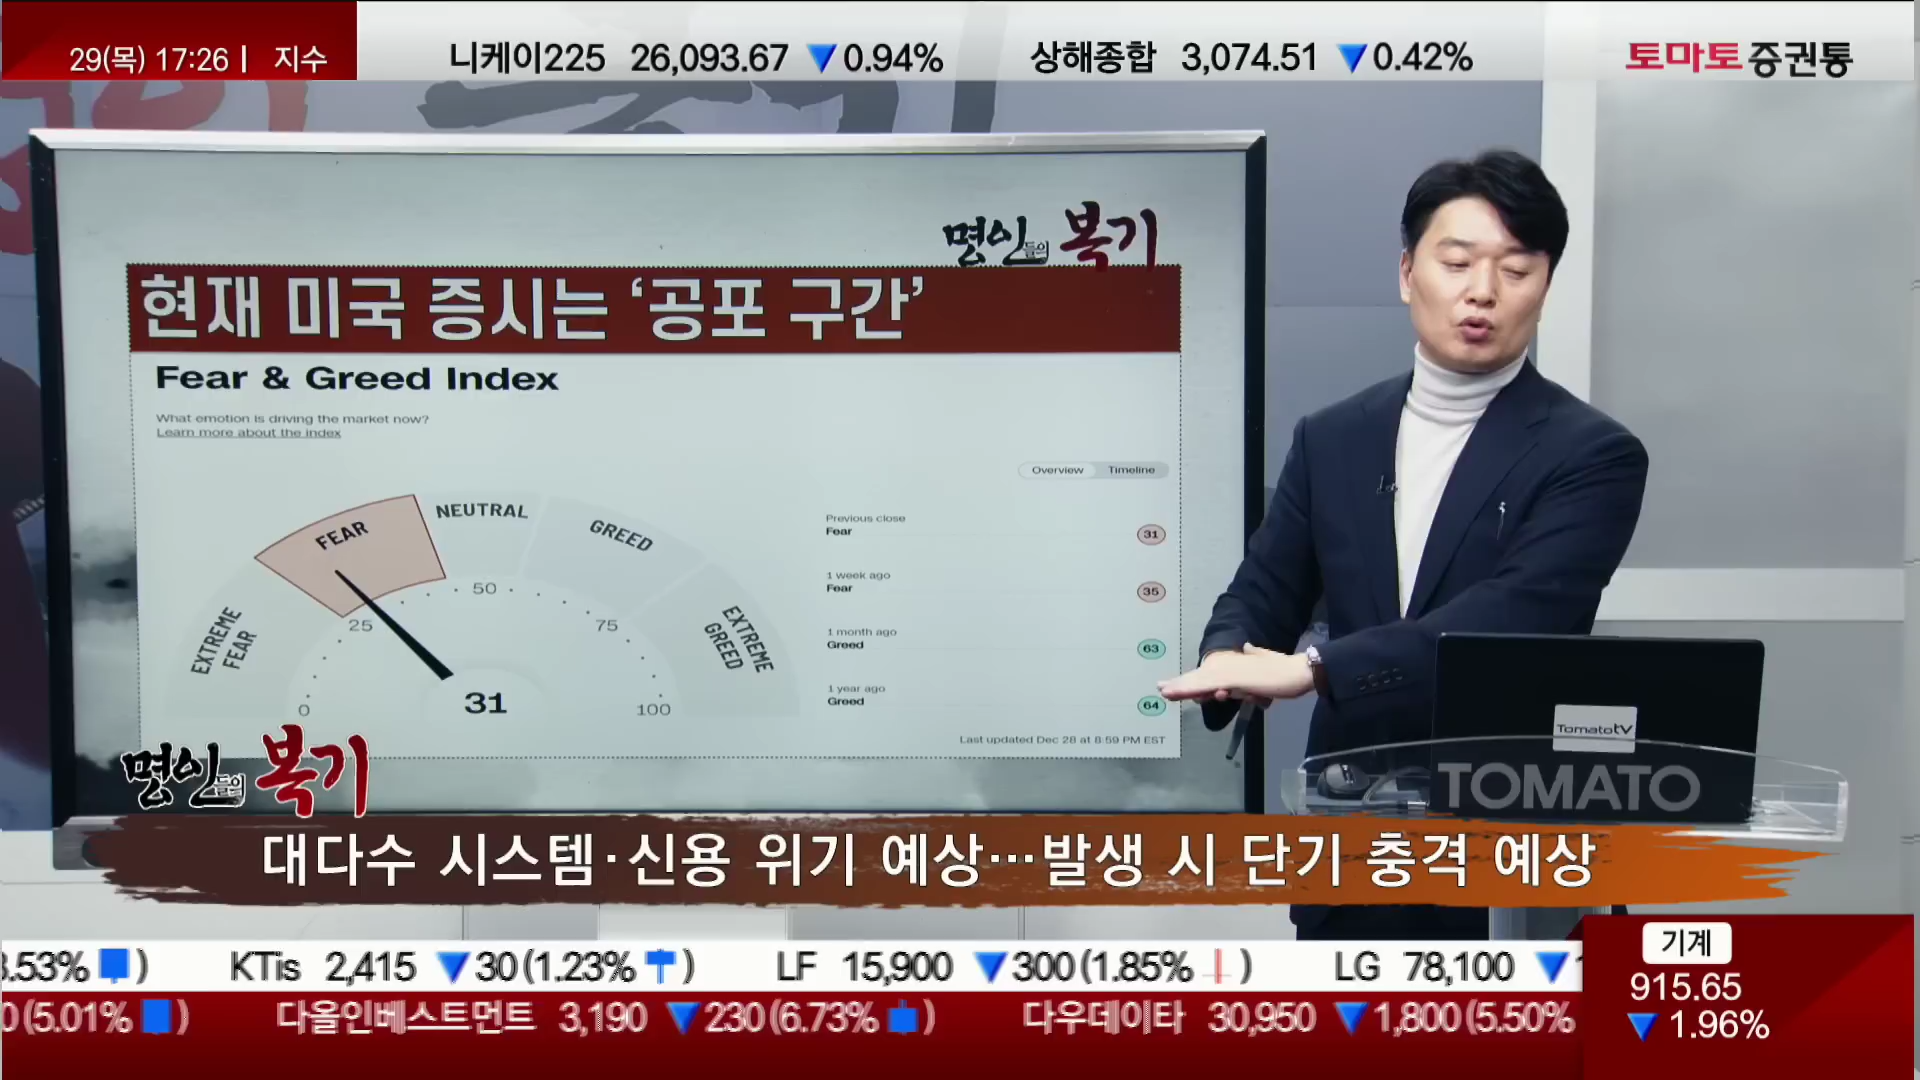 29(목) 17:26 | 지수
니케이225 26,093.67 ▼0.94%
상해종합 3,074.51 ▼0.42%
토마토증권통
명인들의 복기
현재 미국 증시는 ‘공포 구간’
Fear & Greed Index
What emotion is driving the market now?
Learn more about the index
Overview Timeline
EXTREME FEAR
FEAR
NEUTRAL
GREED
EXTREME GREED
0
25
50
75
100
31
Previous close
Fear 31
1 week ago
Fear 35
1 month ago
Greed 63
1 year ago
Greed 64
Last updated Dec 28 at 8:59 PM EST
TomatoTV
TOMATO
명인들의 복기
대다수 시스템·신용 위기 예상…발생 시 단기 충격 예상
.53% ) KTis 2,415 ▼30(1.23% ) LF 15,900 ▼300(1.85% ) LG 78,100 ▼
0(5.01% ) 다올인베스트먼트 3,190 ▼230(6.73% ) 다우데이타 30,950 ▼1,800(5.50%
기계
915.65
▼ 1.96%